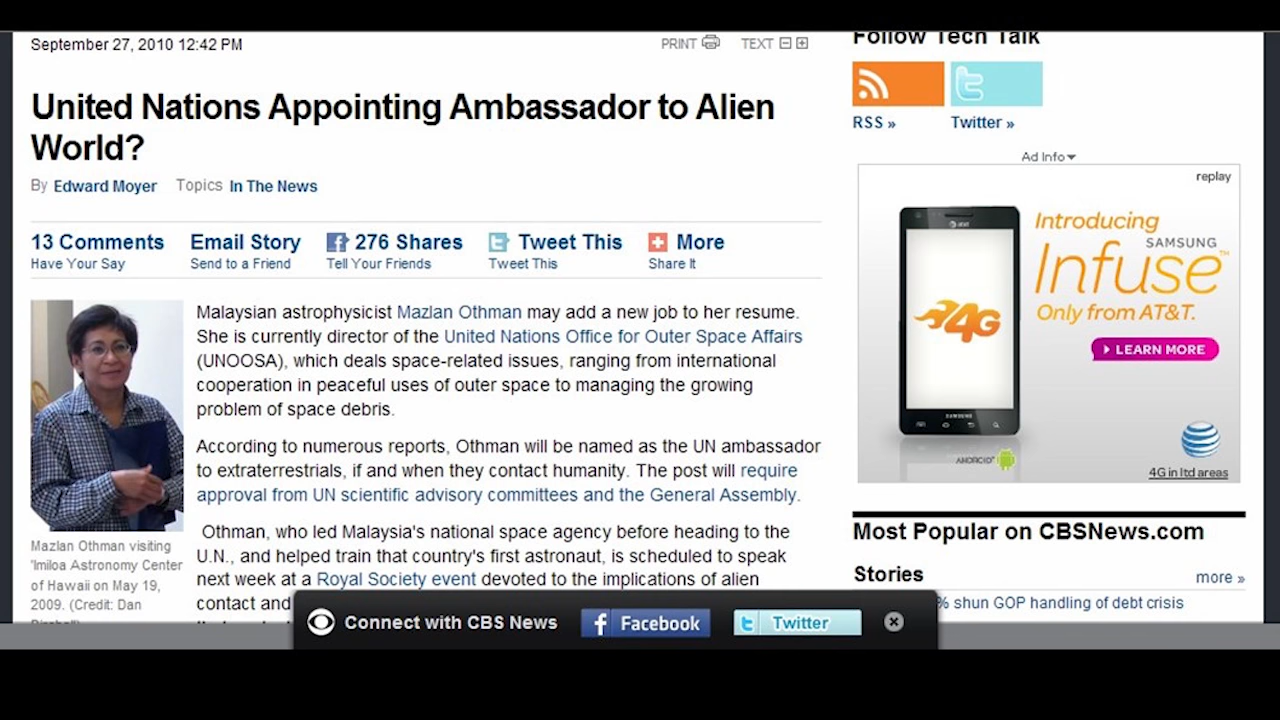 September 27, 2010 12:42 PM
PRINT TEXT
United Nations Appointing Ambassador to Alien
World?
By Edward Moyer Topics In The News
13 Comments
Have Your Say
Email Story
Send to a Friend
276 Shares
Tell Your Friends
Tweet This
Tweet This
More
Share It
Malaysian astrophysicist Mazlan Othman may add a new job to her resume.
She is currently director of the United Nations Office for Outer Space Affairs
(UNOOSA), which deals space-related issues, ranging from international
cooperation in peaceful uses of outer space to managing the growing
problem of space debris.
According to numerous reports, Othman will be named as the UN ambassador
to extraterrestrials, if and when they contact humanity. The post will require
approval from UN scientific advisory committees and the General Assembly.
Othman, who led Malaysia's national space agency before heading to the
U.N., and helped train that country's first astronaut, is scheduled to speak
next week at a Royal Society event devoted to the implications of alien
contact and
Mazlan Othman visiting
'Imiloa Astronomy Center
of Hawaii on May 19,
2009. (Credit: Dan
Follow Tech Talk
RSS »
Twitter »
Ad Info
replay
at&t
4G
SAMSUNG
ANDROID
Introducing
SAMSUNG
Infuse™
Only from AT&T.
LEARN MORE
4G in ltd areas
Most Popular on CBSNews.com
Stories
more »
% shun GOP handling of debt crisis
Connect with CBS News
Facebook
Twitter